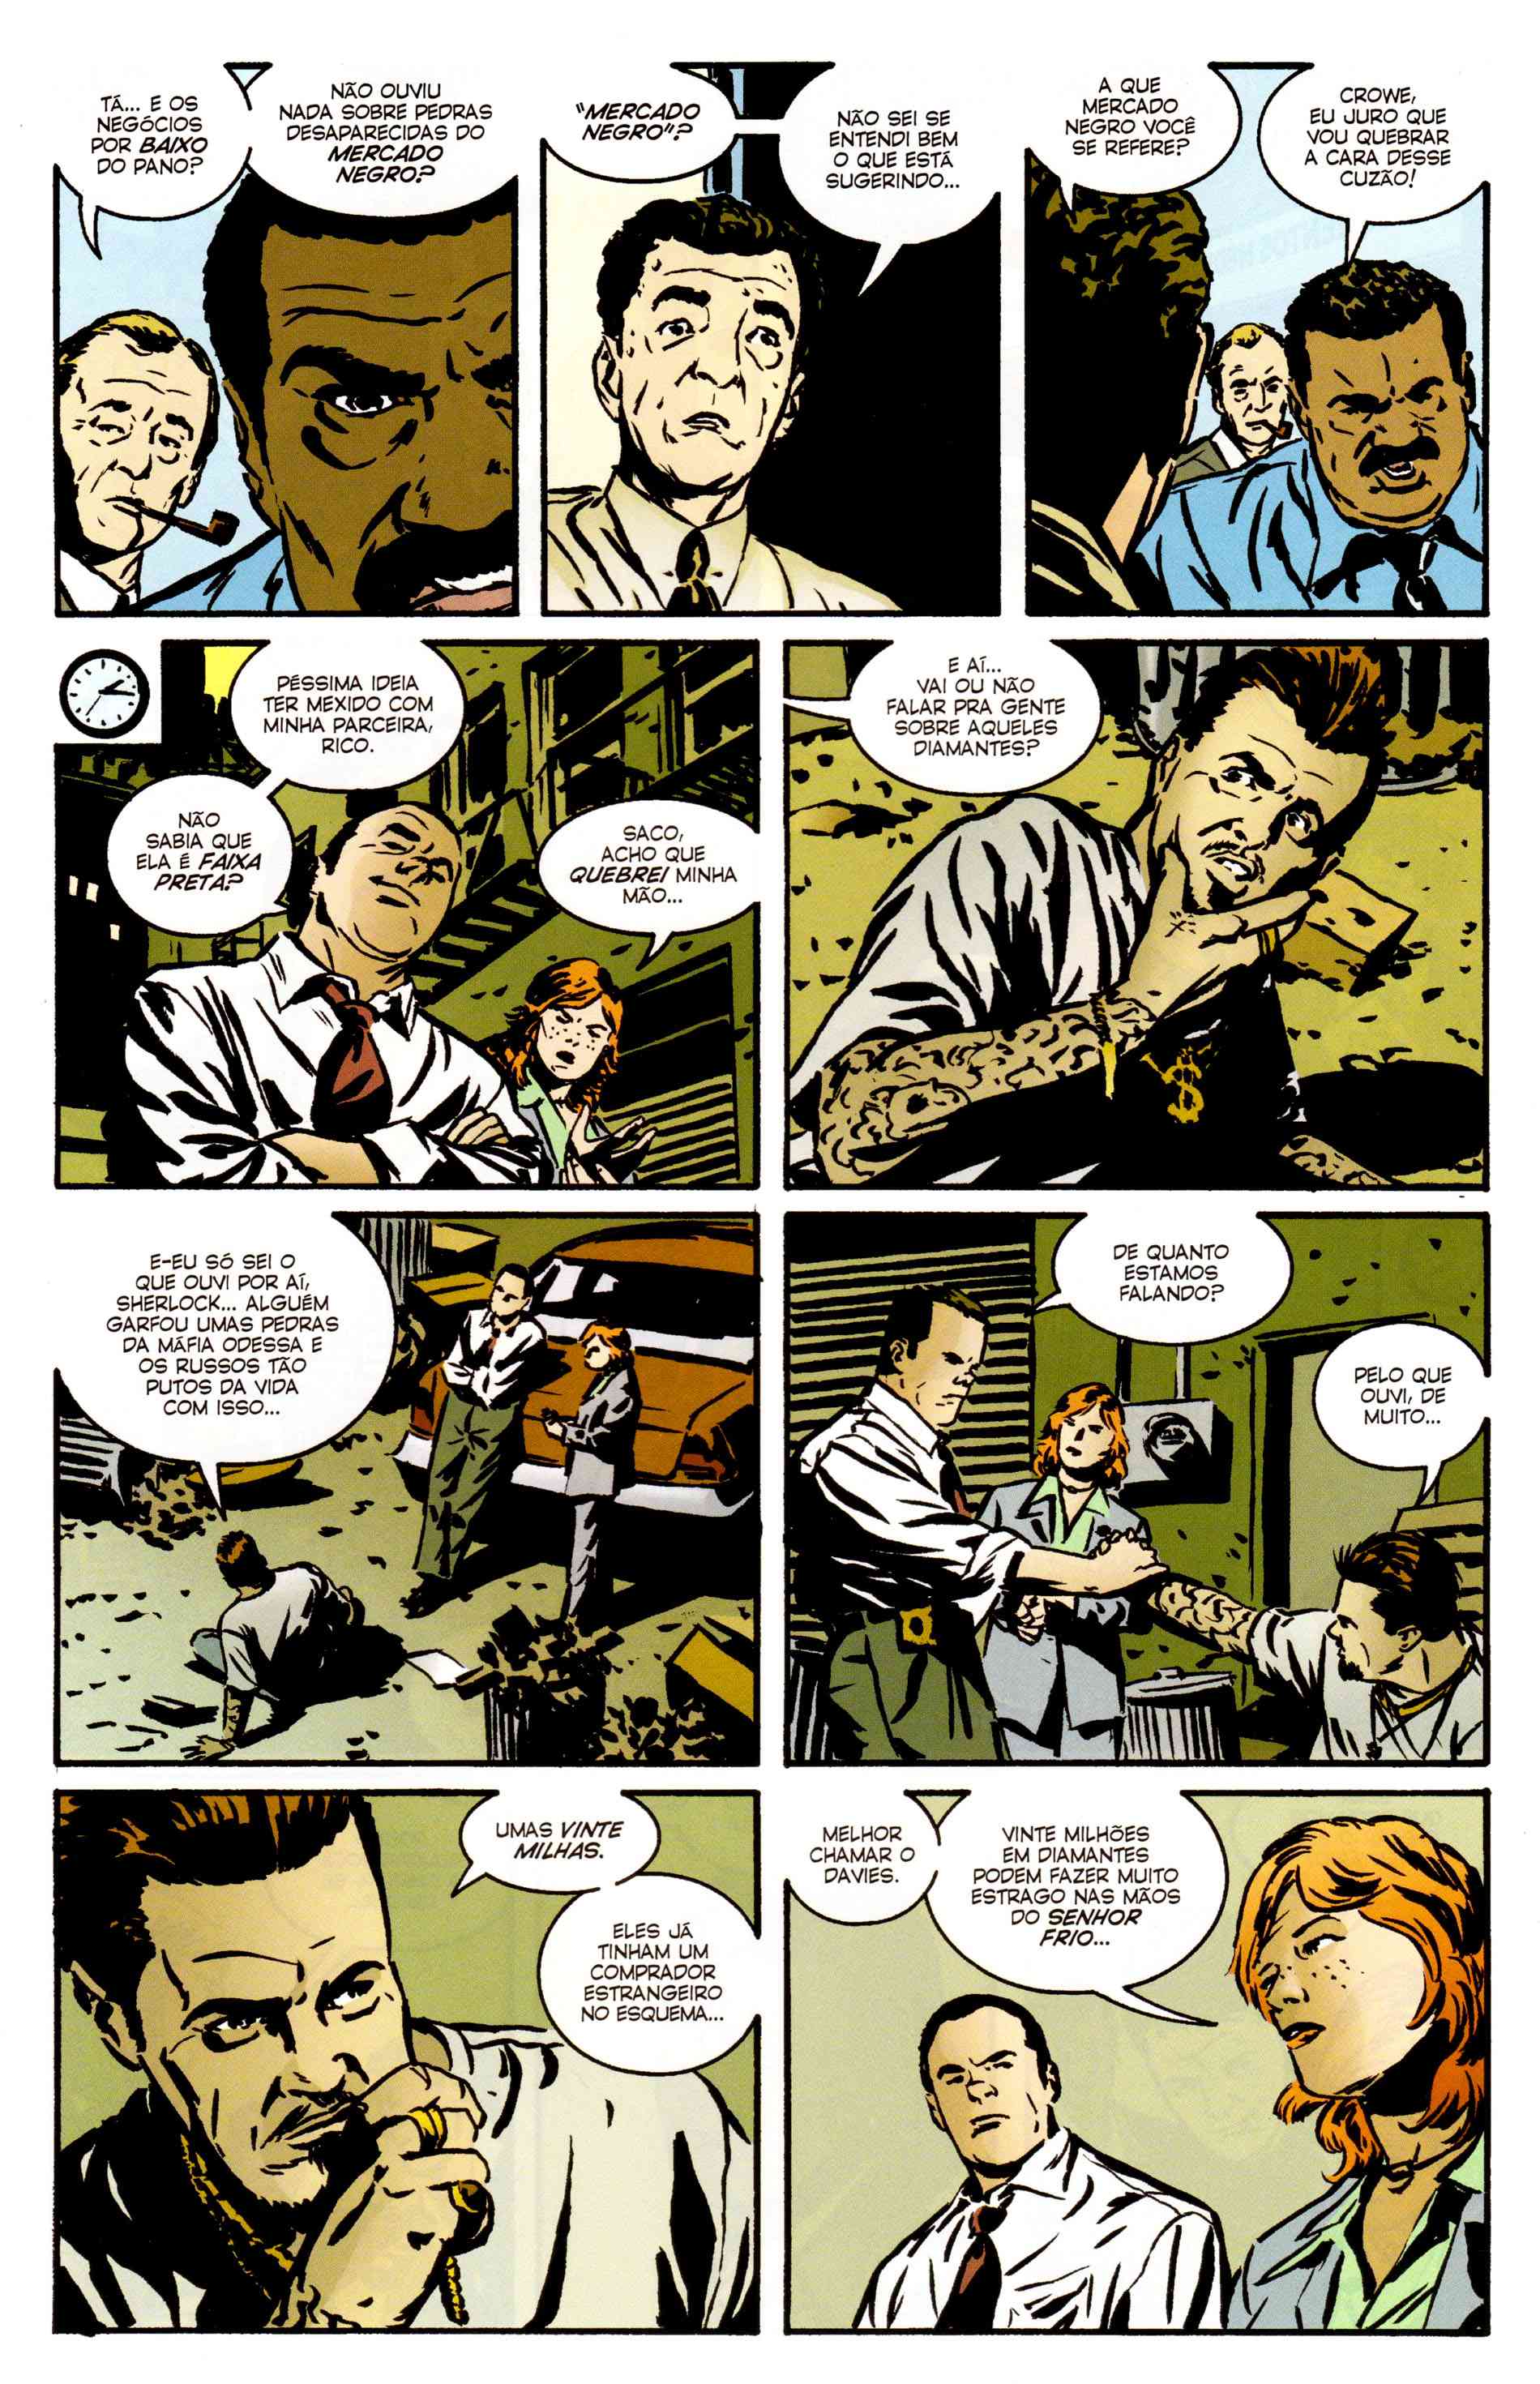 TÁ... E OS
NEGÓCIOS
POR BAIXO
DO PANO?
NÃO OUVIU
NADA SOBRE PEDRAS
DESAPARECIDAS DO
MERCADO
NEGRO?
"MERCADO
NEGRO"?
NÃO SEI SE
ENTENDI BEM
O QUE ESTÁ
SUGERINDO...
A QUE
MERCADO
NEGRO VOCÊ
SE REFERE?
CROWE,
EU JURO QUE
VOU QUEBRAR
A CARA DESSE
CUZÃO!
PÉSSIMA IDEIA
TER MEXIDO COM
MINHA PARCEIRA,
RICO.
NÃO
SABIA QUE
ELA É FAIXA
PRETA?
SACO,
ACHO QUE
QUEBREI MINHA
MÃO...
E AÍ...
VAI OU NÃO
FALAR PRA GENTE
SOBRE AQUELES
DIAMANTES?
$
E-EU SÓ SEI O
QUE OUVI POR AÍ,
SHERLOCK... ALGUÉM
GARFOU UMAS PEDRAS
DA MÁFIA ODESSA E
OS RUSSOS TÃO
PUTOS DA VIDA
COM ISSO...
DE QUANTO
ESTAMOS
FALANDO?
PELO QUE
OUVI, DE
MUITO...
UMAS VINTE
MILHAS.
ELES JÁ
TINHAM UM
COMPRADOR
ESTRANGEIRO
NO ESQUEMA...
MELHOR
CHAMAR O
DAVIES.
VINTE MILHÕES
EM DIAMANTES
PODEM FAZER MUITO
ESTRAGO NAS MÃOS
DO SENHOR
FRIO...